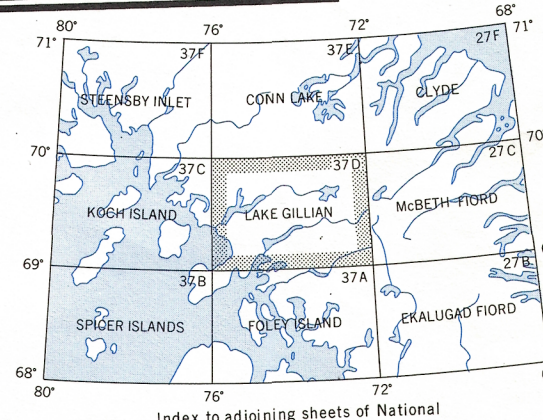 80° 76° 72° 68°
71° 37F 37E 27F 71°
STEENSBY INLET CONN LAKE CLYDE
70° 37C 37D 27C 70
KOCH ISLAND LAKE GILLIAN McBETH FIORD
69° 37B 37A 27B
SPICER ISLANDS FOLEY ISLAND EKALUGAD FIORD
68°
80° 76° 72°
Index to adjoining sheets of National